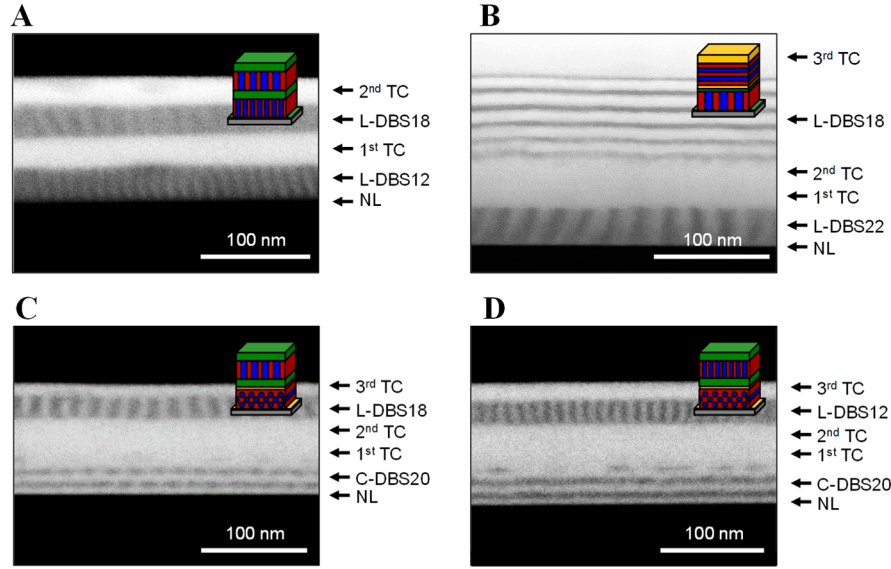 A
2nd TC
L-DBS18
1st TC
L-DBS12
NL
100 nm
B
3rd TC
L-DBS18
2nd TC
1st TC
L-DBS22
NL
100 nm
C
3rd TC
L-DBS18
2nd TC
1st TC
C-DBS20
NL
100 nm
D
3rd TC
L-DBS12
2nd TC
1st TC
C-DBS20
NL
100 nm